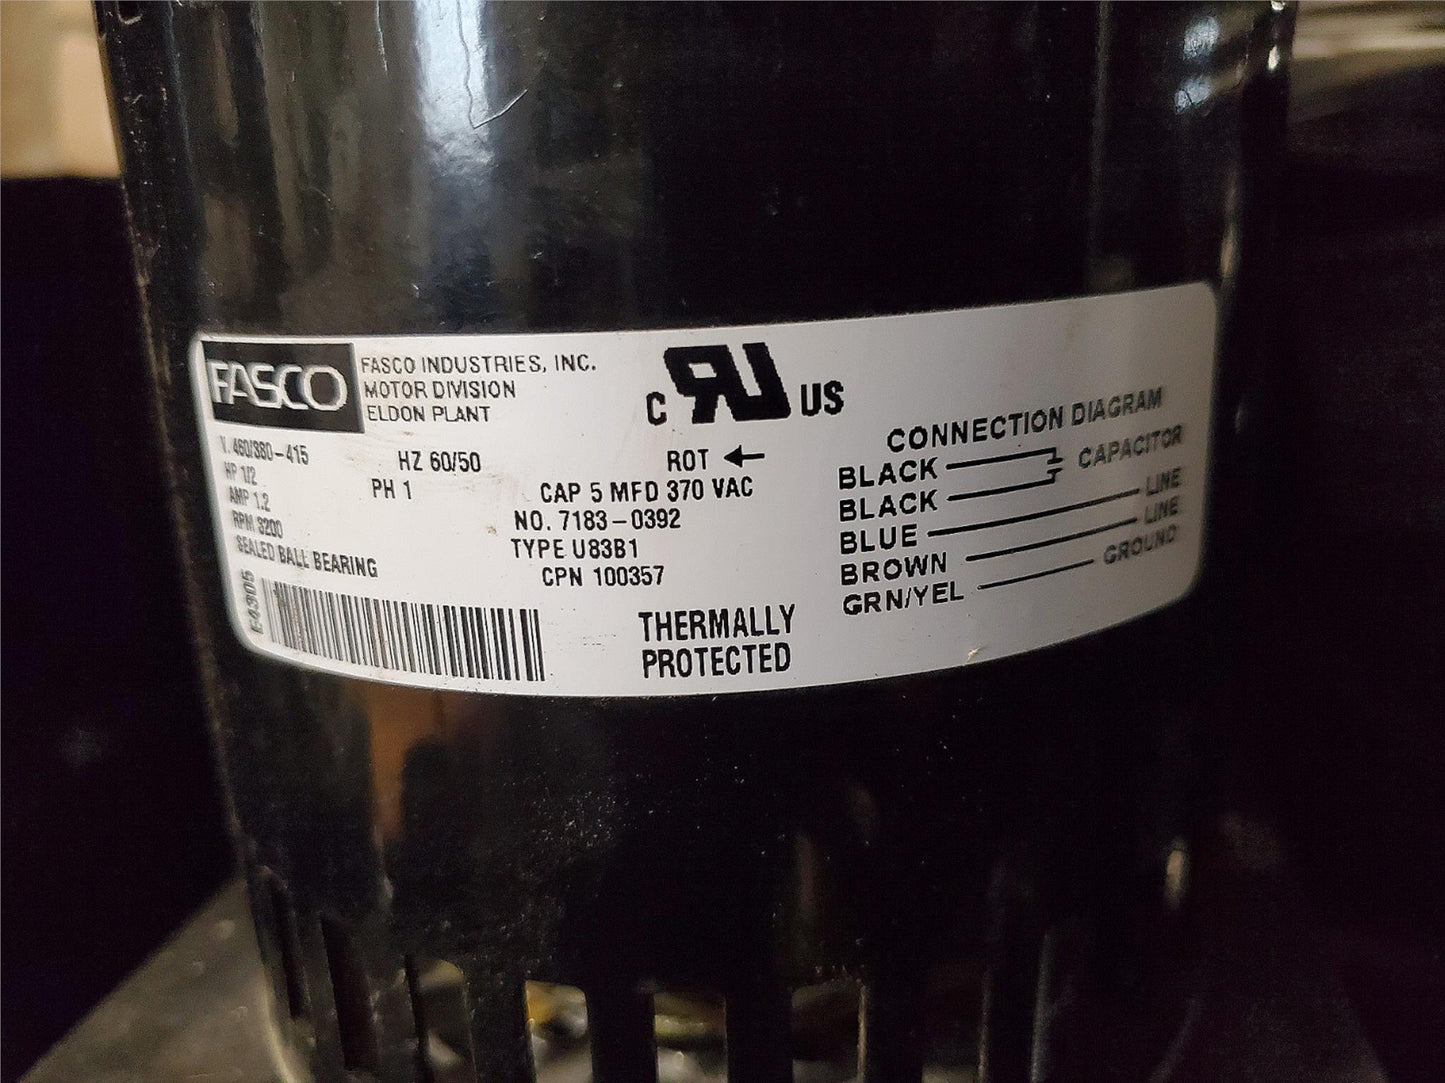 FASCO
FASCO INDUSTRIES, INC.
MOTOR DIVISION
ELDON PLANT
C RU US
V. 460/380-415
HZ 60/50
HP 1/2
PH 1
AMP 1.2
RPM 3200
SEALED BALL BEARING
ROT ←
CAP 5 MFD 370 VAC
NO. 7183-0392
TYPE U83B1
CPN 100357
E4305
THERMALLY
PROTECTED
CONNECTION DIAGRAM
BLACK
BLACK
CAPACITOR
BLUE LINE
BROWN LINE
GRN/YEL GROUND